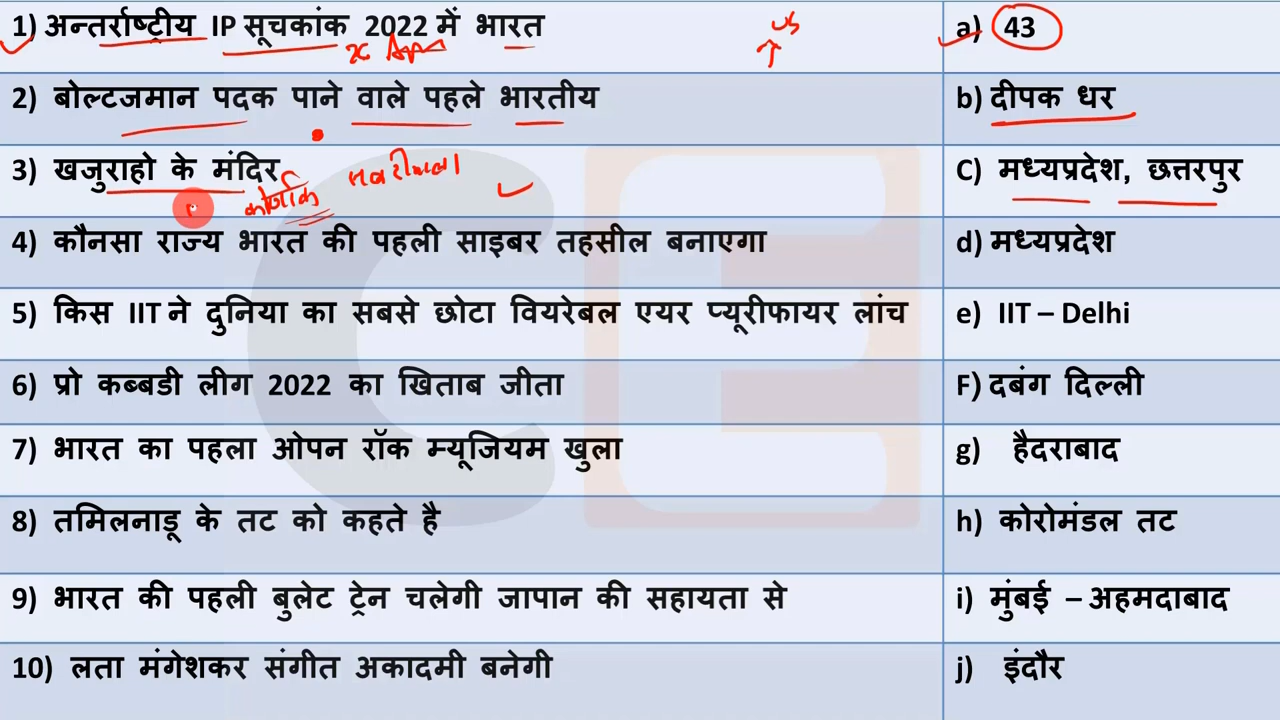 1) अन्तर्राष्ट्रीय IP सूचकांक 2022 में भारत a) 43
US
2) बोल्टजमान पदक पाने वाले पहले भारतीय b) दीपक धर
3) खजुराहो के मंदिर C) मध्यप्रदेश, छत्तरपुर
4) कौनसा राज्य भारत की पहली साइबर तहसील बनाएगा d) मध्यप्रदेश
5) किस IIT ने दुनिया का सबसे छोटा वियरेबल एयर प्यूरीफायर लांच e) IIT – Delhi
6) प्रो कब्बडी लीग 2022 का खिताब जीता F) दबंग दिल्ली
7) भारत का पहला ओपन रॉक म्यूजियम खुला g) हैदराबाद
8) तमिलनाडू के तट को कहते है h) कोरोमंडल तट
9) भारत की पहली बुलेट ट्रेन चलेगी जापान की सहायता से i) मुंबई – अहमदाबाद
10) लता मंगेशकर संगीत अकादमी बनेगी j) इंदौर